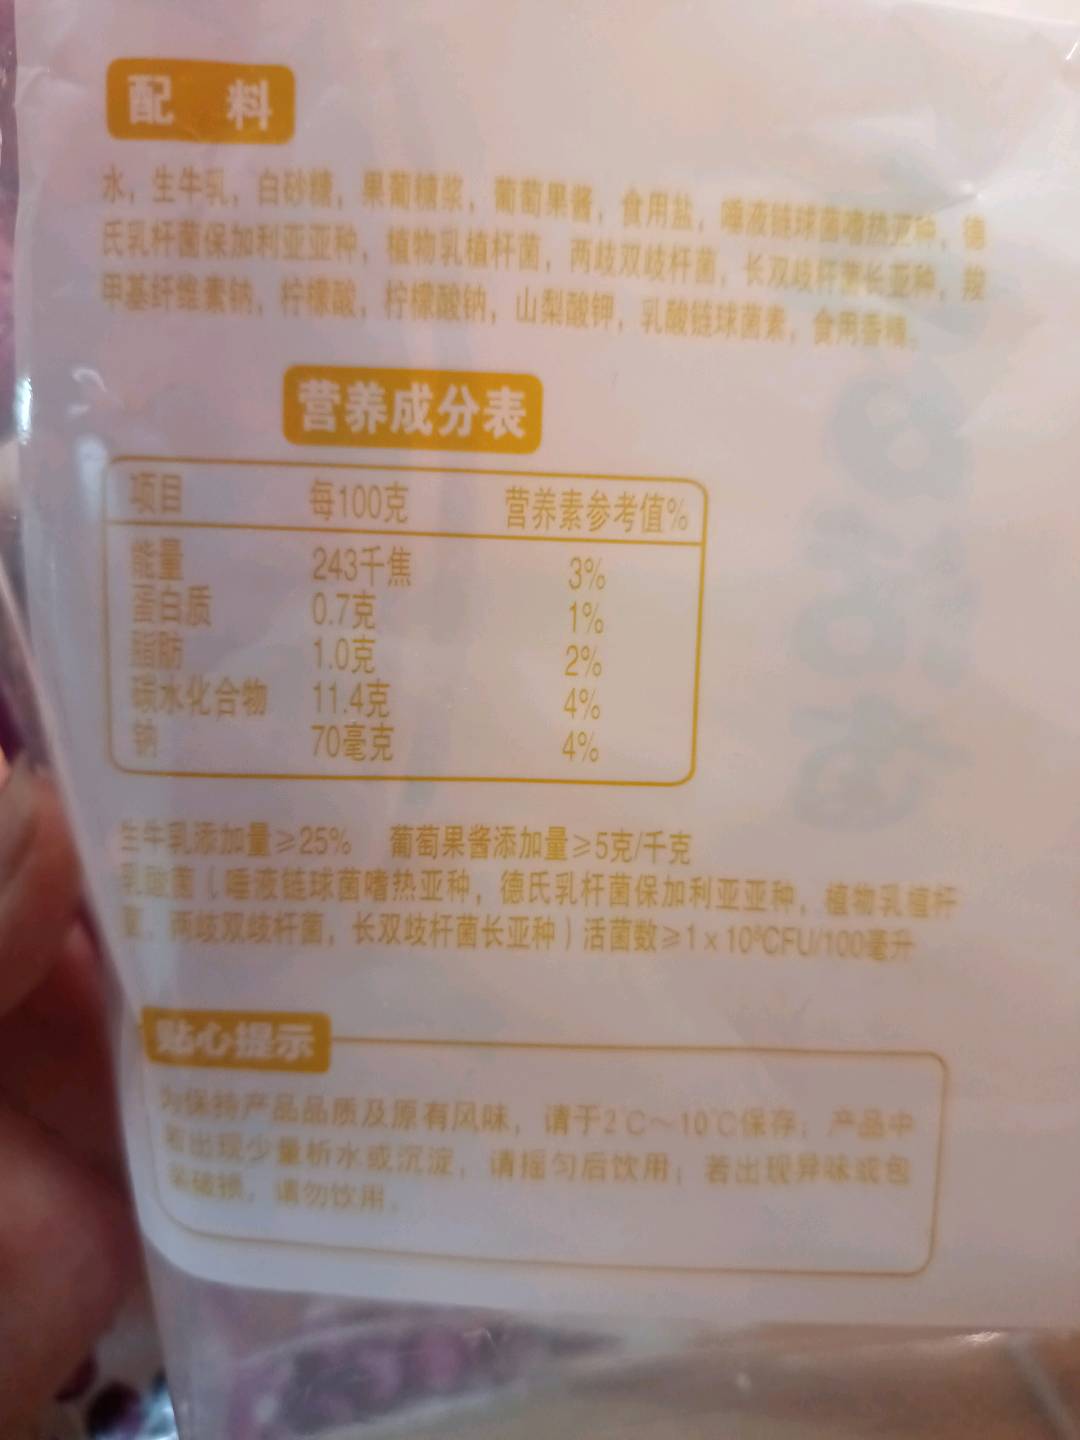 配 料
水，生牛乳，白砂糖，果葡糖浆，葡萄果酱，食用盐，唾液链球菌嗜热亚种，德
氏乳杆菌保加利亚亚种，植物乳植杆菌，两歧双歧杆菌，长双歧杆菌长亚种，羧
甲基纤维素钠，柠檬酸，柠檬酸钠，山梨酸钾，乳酸链球菌素，食用香精。
营养成分表
项目 每100克 营养素参考值%
能量 243千焦 3%
蛋白质 0.7克 1%
脂肪 1.0克 2%
碳水化合物 11.4克 4%
钠 70毫克 4%
生牛乳添加量≥25% 葡萄果酱添加量≥5克/千克
乳酸菌（唾液链球菌嗜热亚种，德氏乳杆菌保加利亚亚种，植物乳植杆
菌，两歧双歧杆菌，长双歧杆菌长亚种）活菌数≥1×10⁸CFU/100毫升
贴心提示
为保持产品品质及原有风味，请于2℃～10℃保存；产品中
若出现少量析水或沉淀，请摇匀后饮用；若出现异味或包
装破损，请勿饮用。